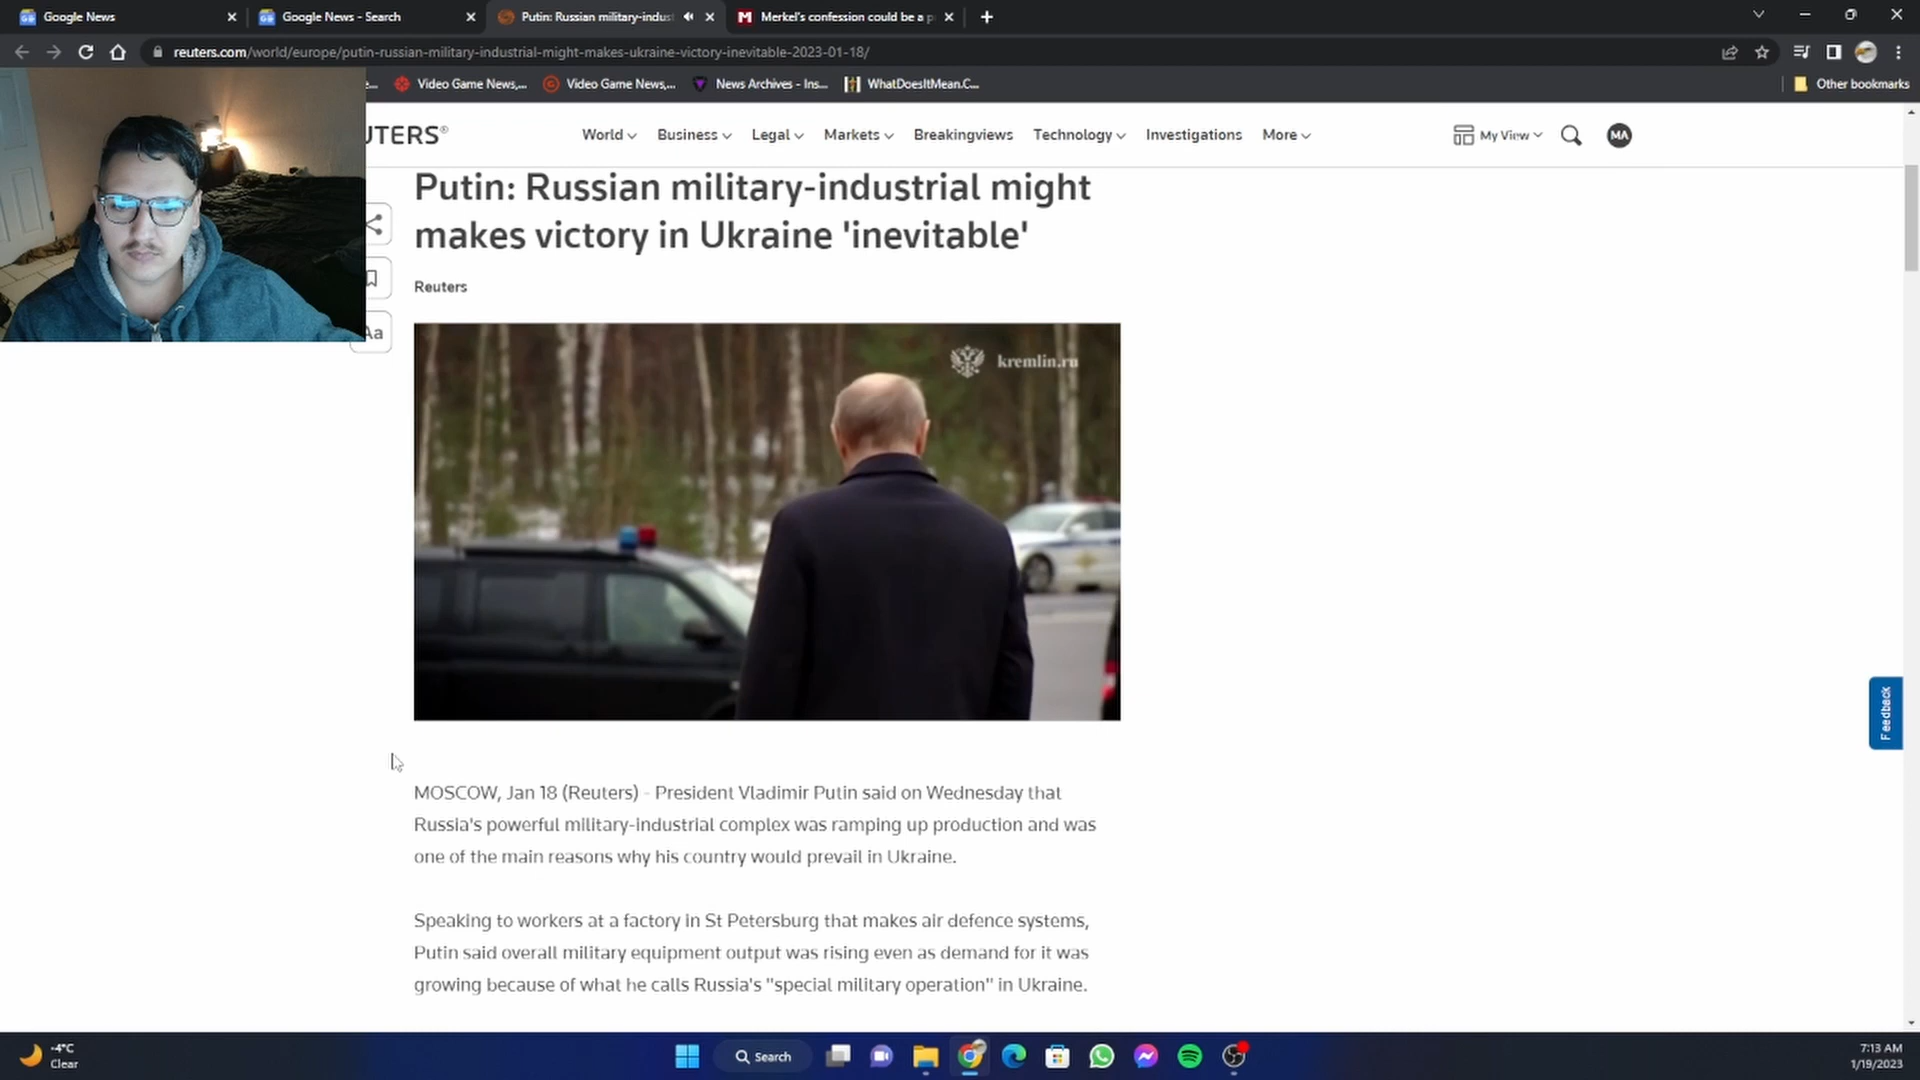 Google News
Google News - Search
Putin: Russian military-indust
Merkel's confession could be a p
reuters.com/world/europe/putin-russian-military-industrial-might-makes-ukraine-victory-inevitable-2023-01-18/
e...
Video Game News,...
Video Game News,...
News Archives - Ins...
WhatDoesItMean.C...
Other bookmarks
UTERS®
World
Business
Legal
Markets
Breakingviews
Technology
Investigations
More
My View
MA
Putin: Russian military-industrial might
makes victory in Ukraine 'inevitable'
Reuters
Aa
kremlin.ru
Feedback
MOSCOW, Jan 18 (Reuters) - President Vladimir Putin said on Wednesday that
Russia's powerful military-industrial complex was ramping up production and was
one of the main reasons why his country would prevail in Ukraine.
Speaking to workers at a factory in St Petersburg that makes air defence systems,
Putin said overall military equipment output was rising even as demand for it was
growing because of what he calls Russia's "special military operation" in Ukraine.
-4°C
Clear
Search
7:13 AM
1/19/2023